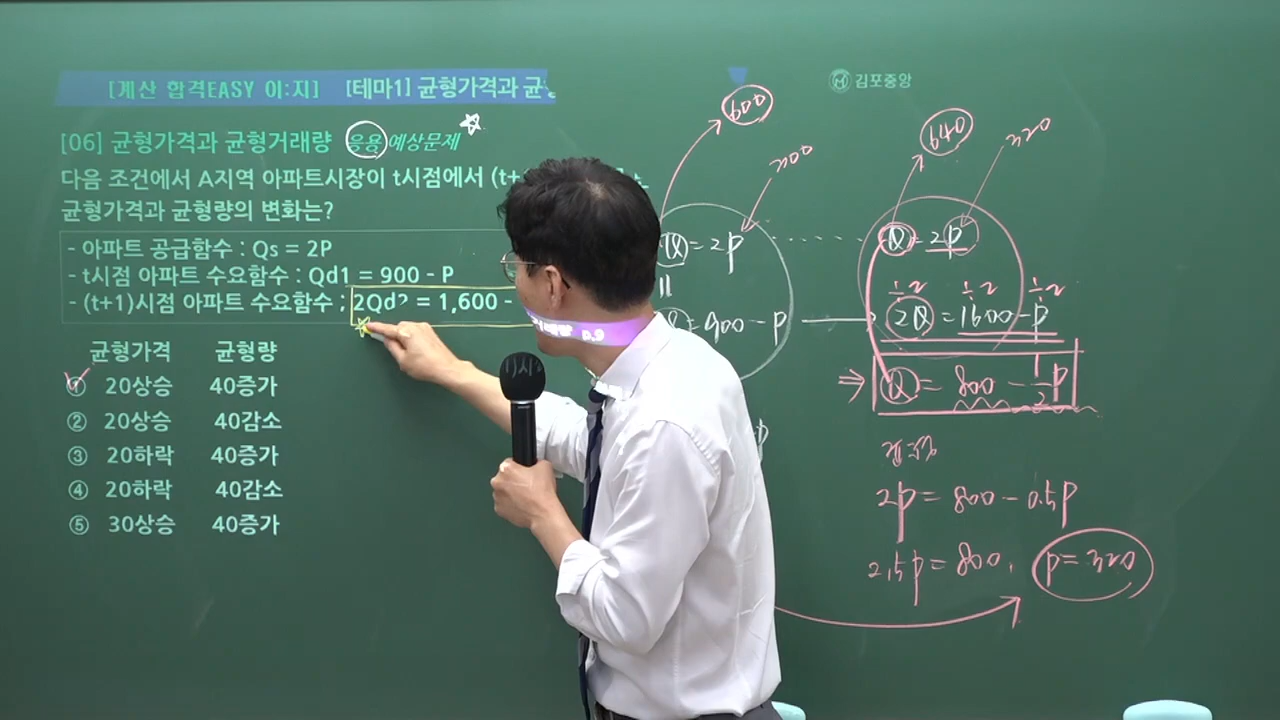 [계산 합격EASY 이:지] [테마1] 균형가격과 균
김포중앙
[06] 균형가격과 균형거래량 응용 예상문제
다음 조건에서 A지역 아파트시장이 t시점에서 (t+
균형가격과 균형량의 변화는?
- 아파트 공급함수 : Qs = 2P
- t시점 아파트 수요함수 : Qd1 = 900 - P
- (t+1)시점 아파트 수요함수 ; 2Qd2 = 1,600 -
균형가격 균형량
① 20상승 40증가
② 20상승 40감소
③ 20하락 40증가
④ 20하락 40감소
⑤ 30상승 40증가
600
300
Q = 2P
= 900 - P
P
640
320
Q = 2P
÷2 ÷2 ÷2
2Q = 1600 - P
⇒ Q = 800 - 1/2 P
2P = 800 - 0.5P
2.5P = 800, P = 320